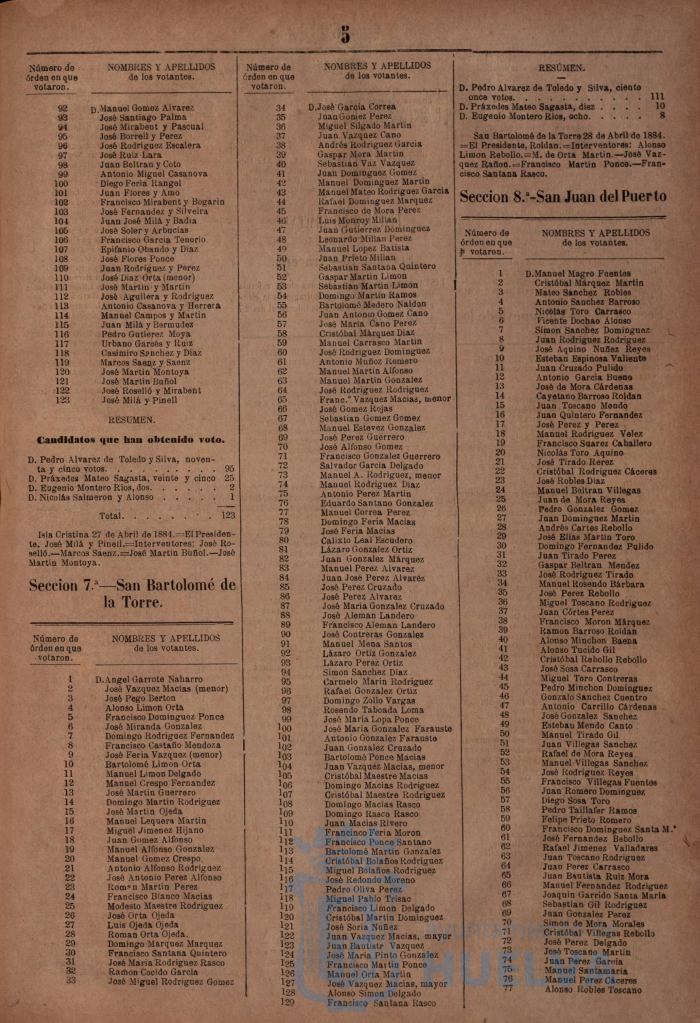 5
Número de
órden en que
votaron.
NOMBRES Y APELLIDOS
de los votantes.
92 D. Manuel Gomez Alvarez
93 José Santiago Palma
94 José Mirabent y Pascual
95 José Borrell y Perez
96 José Rodriguez Escalera
97 José Ruiz Lara
98 Juan Beltran y Coto
99 Antonio Miguel Casanova
100 Diego Feria Rangel
101 Juan Flores y Amo
102 Francisco Mirabent y Bogarin
103 José Fernandez y Silveira
104 Juan José Milá y Badia
105 José Soler y Arbucias
106 Francisco Garcia Tenorio
107 Epifanio Obando y Diaz
108 José Flores Ponce
109 Juan Rodriguez y Perez
110 José Diaz Orta (menor)
111 José Martin y Martin
112 José Aguilera y Rodriguez
113 Antonio Casanova y Herrera
114 Manuel Campos y Martin
115 Juan Milá y Bermudez
116 Pedro Gutierez Moya
117 Urbano Garcés y Ruiz
118 Casimiro Sanchez y Diaz
119 Marcos Saenz y Saenz
120 José Martin Montoya
121 José Martin Buñol
122 José Roselló y Mirabent
123 José Milá y Pinell
RESUMEN.
Candidatos que han obtenido voto.
D. Pedro Alvarez de Toledo y Silva, noven-
ta y cinco votos. . . . . . . . . . 95
D. Práxedes Mateo Sagasta, veinte y cinco 25
D. Eugenio Montero Rios, dos. . . . . 2
D. Nicolás Salmeron y Alonso . . . . . 1
Total. . . . . . . . . . 123
Isla Cristina 27 de Abril de 1884.=El Presiden-
te, José Milá y Pinell.=Interventores: José Ro-
selló.—Marcos Saenz.=José Martin Buñol.—José
Martin Montoya.
Seccion 7.ª—San Bartolomé de
la Torre.
Número de
órden en que
votaron.
NOMBRES Y APELLIDOS
de los votantes.
1 D. Angel Garrote Naharro
2 José Vazquez Macias (menor)
3 José Pego Berton
4 Alonso Limon Orta
5 Francisco Dominguez Ponce
6 José Miranda Gonzalez
7 Domingo Rodriguez Fernandez
8 Francisco Castaño Mendoza
9 José Feria Vazquez (menor)
10 Bartolomé Limon Orta
11 Manuel Limon Delgado
12 Manuel Crespo Fernandez
13 José Martin Guerrero
14 Domingo Martin Rodriguez
15 José Martin Ojeda
16 Manuel Lequera Martin
17 Miguel Jimenez Hijano
18 Juan Gomez Alfonso
19 Manuel Alfonso Gonzalez
20 Manuel Gomez Crespo
21 Antonio Alfonso Rodriguez
22 José Antonio Perez Alfonso
23 Roman Martin Perez
24 Francisco Blanco Macias
25 Modesto Maestre Rodriguez
26 José Orta Ojeda
27 Luis Ojeda Ojeda
28 Roman Orta Ojeda.
29 Domingo Marquez Marquez
30 Francisco Santana Quintero
31 José Maria Rodriguez Rasco
32 Ramon Cocido Garcia
33 José Miguel Rodriguez Gomez
Número de
órden en que
votaron.
NOMBRES Y APELLIDOS
de los votantes.
34 D. José Garcia Correa
35 Juan Gomez Perez
36 Miguel Silgado Martin
37 Juan Vazquez Cano
38 Andrés Rodriguez Garcia
39 Gaspar Mora Martin
40 Sebastian Vaz Vazquez
41 Juan Dominguez Gomez
42 Manuel Dominguez Martin
43 Manuel Mateo Rodriguez Garcia
44 Rafael Dominguez Marquez
45 Francisco de Mora Perez
46 Luis Monroy Millan
47 Juan Gutierrez Dominguez
48 Leonardo Milian Perez
49 Manuel Lopez Batista
50 Juan Prieto Milian
51 Sebastian Santana Quintero
52 Gaspar Martin Limon
53 Sebastian Martin Limon
54 Domingo Martin Ramos
55 Bartolomé Medero Naldon
56 Juan Antonio Gomez Cano
57 José Maria Cano Perez
58 Cristóbal Márquez Diaz
59 Manuel Carrasco Martin
60 José Rodriguez Dominguez
61 Antonio Muñoz Romero
62 Manuel Martin Alfonso
63 Manuel Martin Gonzalez
64 José Rodriguez Rodriguez
65 Franc.º Vazquez Macias, menor
66 José Gomez Rojas
67 Sebastian Gomez Gomez
68 Manuel Estevez Gonzalez
69 José Perez Guerrero
70 José Alfonso Gomez
71 Francisco Gonzalez Guerrero
72 Salvador Garcia Delgado
73 Manuel A. Rodriguez, menor
74 Manuel Rodriguez Diaz
75 Antonio Perez Martin
76 Eduardo Santano Gonzalez
77 Manuel Correa Perez
78 Domingo Feria Macias
79 José Feria Macias
80 Calixto Leal Escudero
81 Lázaro Gonzalez Ortiz
82 Juan Gonzalez Márquez
83 Manuel Perez Alvarez
84 Juan José Perez Alvarez
85 José Perez Cruzado
86 José Perez Alvarez
87 José Maria Gonzalez Cruzado
88 José Aleman Landero
89 Francisco Aleman Landero
90 José Contreras Gonzalez
91 Manuel Mena Santos
92 Lázaro Ortiz Gonzalez
93 Lázaro Perez Ortiz
94 Simon Sanchez Diaz
95 Carmelo Marin Rodriguez
96 Rafael Gonzalez Ortiz
97 Domingo Zollo Vargas
98 Rosendo Taboada Loma
99 José Maria Lopa Ponce
100 José Maria Gonzalez Farauste
101 Antonio Gonzalez Farauste
102 Juan Gonzalez Cruzado
103 Bartolomé Ponce Macias
104 Juan Vazquez Macias, menor
105 Cristóbal Maestre Macias
106 Domingo Macias Rodriguez
107 Cristóbal Maestre Rodriguez
108 Domingo Macias Rasco
109 Domingo Rasco Rasco
110 Juan Macias Rivero
111 Francinco Feria Moron
112 Francisco Ponce Santano
113 Bartolomé Martin Gonzalez
114 Cristóbal Bolaños Rodriguez
115 Miguel Bolaños Rodriguez
116 José Redondo Moreno
117 Pedro Oliva Perez
118 Miguel Pablo Trisac
119 Francisco Limon Delgado
120 Cristóbal Martin Dominguez
121 José Soria Nuñez
122 Juan Vazquez Macias, mayor
123 Juan Bautista Vazquez
124 José Maria Pinto Gonzalez
125 Francisco Martin Ponce
126 Manuel Orta Martin
127 José Vazquez Macias, mayor
128 Alonso Simon Delgado
129 Francisco Santana Rasco
RESÚMEN.
D. Pedro Alvarez de Toledo y Silva, ciento
once votos. . . . . . . . . . . 111
D. Práxedes Mateo Sagasta, diez . . . . 10
D. Eugenio Montero Rios, ocho. . . . . 8
San Bartolomé de la Torre 28 de Abril de 1884.
=El Presidente, Roldan.=Interventores: Alonso
Limon Rebollo.=M. de Orta Martin.—José Vaz-
quez Rañon.=Francisco Martin Ponce.—Fran-
cisco Santana Rasco.
Seccion 8.ª-San Juan del Puerto
Número de
órden en que
votaron.
NOMBRES Y APELLIDOS
de los votantes.
1 D. Manuel Magro Fuentes
2 Cristóbal Márquez Martin
3 Mateo Sanchez Robles
4 Antonio Sanchez Barroso
5 Nicolás Toro Carrasco
6 Vicente Dochao Alonso
7 Simon Sanchez Dominguez
8 Juan Rodriguez Rodriguez
9 José Aquino Nuñez Reyes
10 Esteban Espinosa Valiente
11 Juan Cruzado Pulido
12 Antonio Garcia Bueno
13 José de Mora Cárdenas
14 Cayetano Barroso Roldan
15 Juan Toscano Mendo
16 Juan Quintero Fernandez
17 José Perez y Perez
18 Manuel Rodriguez Velez
19 Francisco Suarez Caballero
20 Nicolás Toro Aquino
21 José Tirado Rerez
22 Cristóbal Rodriguez Cáceres
23 José Robles Diaz
24 Manuel Beltran Villegas
25 Juan de Mora Reyes
26 Pedro Gonzalez Gomez
27 Juan Dominguez Martin
28 Andrés Cartes Rebollo
29 José Elias Martin Toro
30 Domingo Fernandez Pulido
31 Juan Tirado Perez
32 Gaspar Beltran Mendez
33 José Rodriguez Tirado
34 Manuel Rosendo Bárbara
35 José Perez Rebollo
36 Miguel Toscano Rodriguez
37 Juan Córtes Perez
38 Francisco Moron Márquez
39 Ramon Barroso Roldan
40 Alonso Minchon Baena
41 Alonso Tucido Gil
42 Cristóbal Rebollo Rebollo
43 José Sosa Carrasco
44 Miguel Toro Contreras
45 Pedro Minchon Dominguez
46 Gonzalo Sanchez Cuentro
47 Antonio Carrillo Cárdenas
48 José Gonzalez Sanchez
49 Esteban Mendo Canto
50 Manuel Tirado Gil
51 Juan Villegas Sanchez
52 Rafael de Mora Reyes
53 Manuel Villegas Sanchez
54 José Rodriguez Reyes
55 Francisco Villegas Fuentes
56 Juan Romero Dominguez
57 Diego Sosa Toro
58 Pedro Taillafer Ramos
59 Felipe Prieto Romero
60 Francisco Dominguez Santa M.ª
61 José Fernandez Bebollo
62 Rafael Jimenez Valladares
63 Juan Toscano Rodriguez
64 Juan Perez Carrasco
65 Juan Bautista Ruiz Mora
66 Manuel Fernandez Rodriguez
67 Joaquin Garrido Santa Maria
68 Sebastian Gil Rodriguez
69 Juan Gonzalez Perez
70 Simon de Mora Morales
71 Cristóbal Villegas Rebollo
72 José Perez Delgado
73 José Toscano Martin
74 Juan Perez Garcia
75 Manuel Santamaria
76 Manuel Perez Cáceres
77 Alonso Robles Toscano